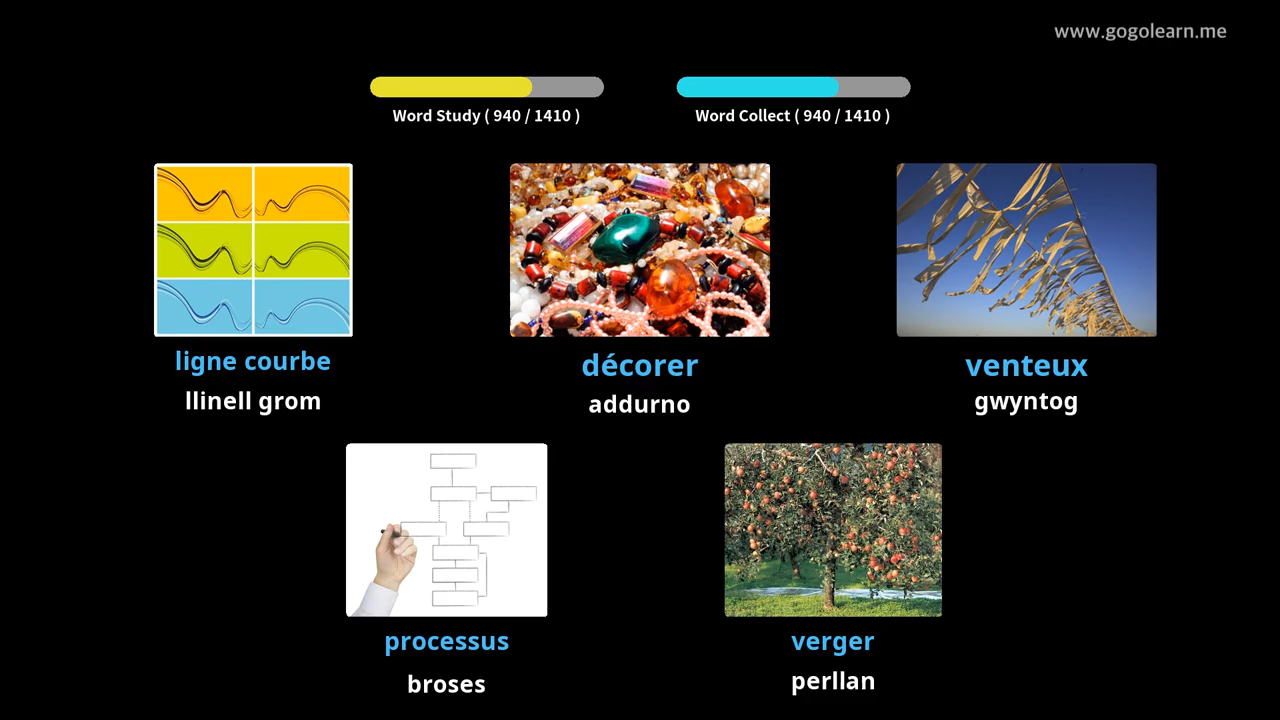 www.gogolearn.me
Word Study ( 940 / 1410 )
Word Collect ( 940 / 1410 )
ligne courbe
llinell grom
décorer
addurno
venteux
gwyntog
processus
broses
verger
perllan